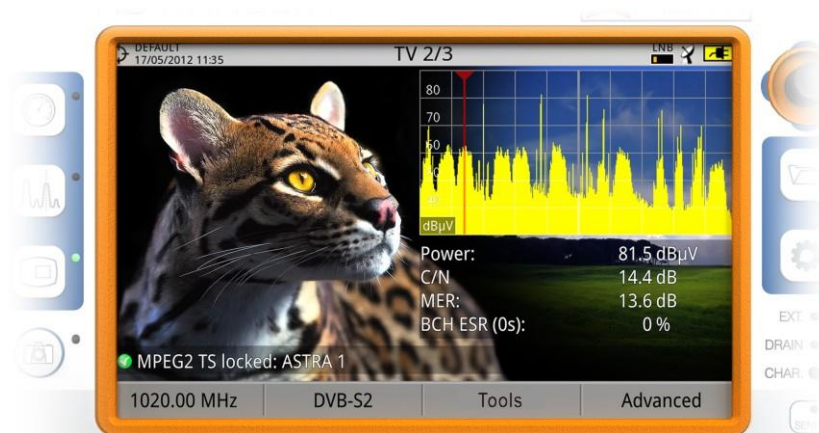 DEFAULT
17/05/2012 11:35
TV 2/3
LNB
80
70
60
dBµV
Power: 81.5 dBµV
C/N 14.4 dB
MER: 13.6 dB
BCH ESR (0s): 0 %
MPEG2 TS locked: ASTRA 1
1020.00 MHz DVB-S2 Tools Advanced
EXT
DRAIN
CHAR.